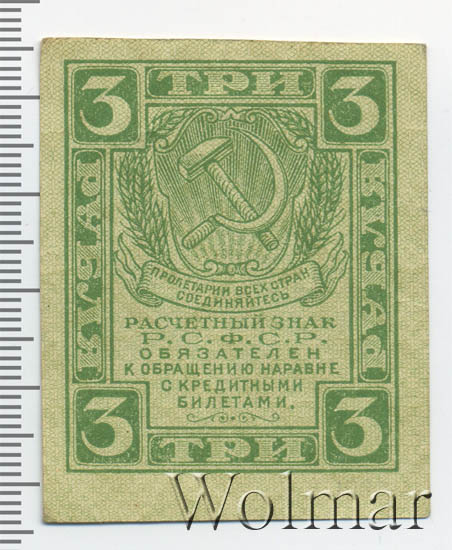 3 ТРИ 3
РУБЛЯ
РУБЛЯ
ПРОЛЕТАРИИ ВСЕХ СТРАН
СОЕДИНЯЙТЕСЬ
РАСЧЕТНЫЙ ЗНАК
Р.С.Ф.С.Р.
ОБЯЗАТЕЛЕН
К ОБРАЩЕНИЮ НАРАВНЕ
С КРЕДИТНЫМИ
БИЛЕТАМИ.
3 ТРИ 3
Wolmar